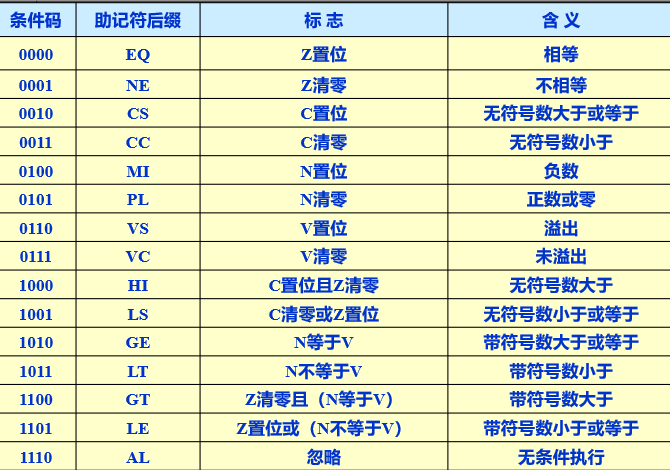 条件码 助记符后缀 标 志 含 义
0000 EQ Z置位 相等
0001 NE Z清零 不相等
0010 CS C置位 无符号数大于或等于
0011 CC C清零 无符号数小于
0100 MI N置位 负数
0101 PL N清零 正数或零
0110 VS V置位 溢出
0111 VC V清零 未溢出
1000 HI C置位且Z清零 无符号数大于
1001 LS C清零或Z置位 无符号数小于或等于
1010 GE N等于V 带符号数大于或等于
1011 LT N不等于V 带符号数小于
1100 GT Z清零且（N等于V） 带符号数大于
1101 LE Z置位或（N不等于V） 带符号数小于或等于
1110 AL 忽略 无条件执行